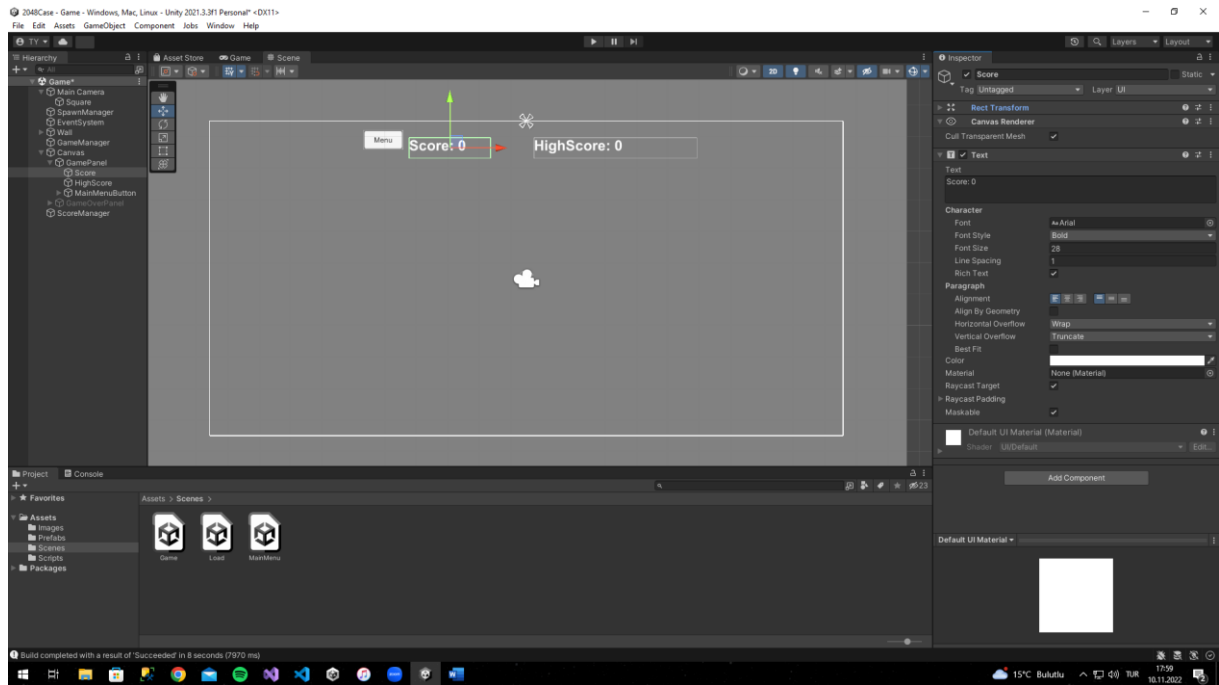 2048Case - Game - Windows, Mac, Linux - Unity 2021.3.3f1 Personal* <DX11>
File Edit Assets GameObject Component Jobs Window Help
TY
Layers
Layout
Hierarchy
All
Game*
Main Camera
Square
SpawnManager
EventSystem
Wall
GameManager
Canvas
GamePanel
Score
HighScore
MainMenuButton
GameOverPanel
ScoreManager
Asset Store
Game
Scene
2D
Menu
Score: 0
HighScore: 0
Inspector
Score
Static
Tag Untagged
Layer UI
Rect Transform
Canvas Renderer
Cull Transparent Mesh
Text
Text
Score: 0
Character
Font
Aa Arial
Font Style
Bold
Font Size
28
Line Spacing
1
Rich Text
Paragraph
Alignment
Align By Geometry
Horizontal Overflow
Wrap
Vertical Overflow
Truncate
Best Fit
Color
Material
None (Material)
Raycast Target
Raycast Padding
Maskable
Default UI Material (Material)
Shader UI/Default
Edit...
Add Component
Default UI Material
Project
Console
23
Favorites
Assets
Images
Prefabs
Scenes
Scripts
Packages
Assets > Scenes >
Game
Load
MainMenu
Build completed with a result of 'Succeeded' in 8 seconds (7970 ms)
15°C Bulutlu
TUR
17:59
10.11.2022